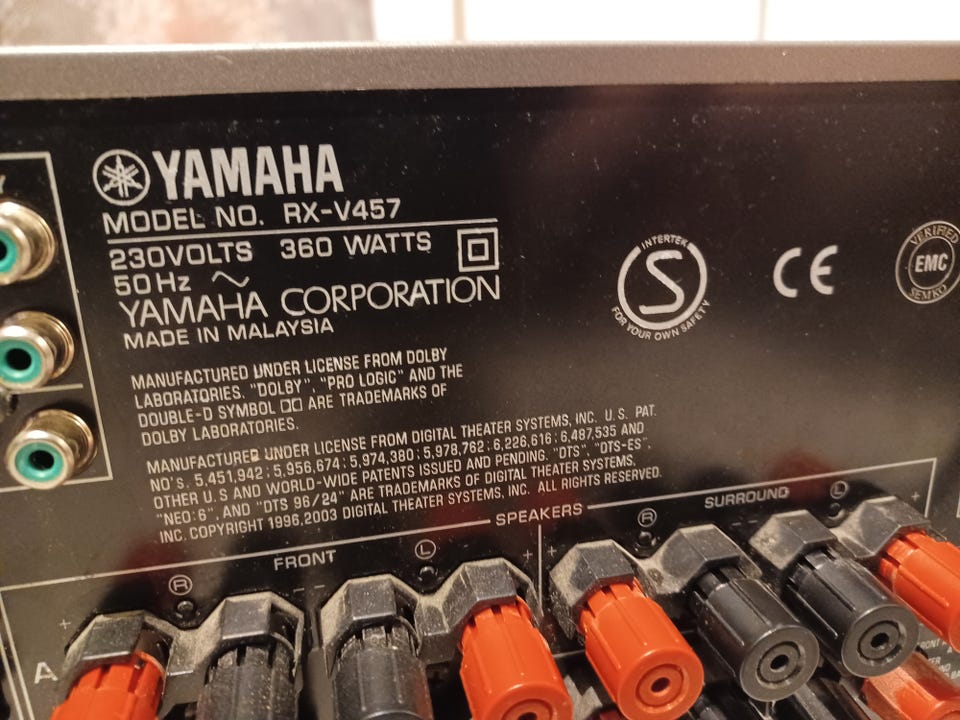 YAMAHA
MODEL NO. RX-V457
230VOLTS 360 WATTS
50Hz ~
YAMAHA CORPORATION
MADE IN MALAYSIA
MANUFACTURED UNDER LICENSE FROM DOLBY
LABORATORIES. "DOLBY", "PRO LOGIC" AND THE
DOUBLE-D SYMBOL ARE TRADEMARKS OF
DOLBY LABORATORIES.
MANUFACTURED UNDER LICENSE FROM DIGITAL THEATER SYSTEMS, INC. U.S. PAT.
NO's. 5,451,942; 5,956,674; 5,974,380; 5,978,762; 6,226,616; 6,487,535 AND
OTHER U.S AND WORLD-WIDE PATENTS ISSUED AND PENDING. "DTS", "DTS-ES",
"NEO:6", AND "DTS 96/24" ARE TRADEMARKS OF DIGITAL THEATER SYSTEMS,
INC. COPYRIGHT 1996,2003 DIGITAL THEATER SYSTEMS, INC. ALL RIGHTS RESERVED.
INTERTEK
S
FOR YOUR OWN SAFETY
CE
VERIFIED
EMC
SEMKO
SPEAKERS
FRONT
SURROUND
R
L
R
L
+
-
+
+
-
+
A